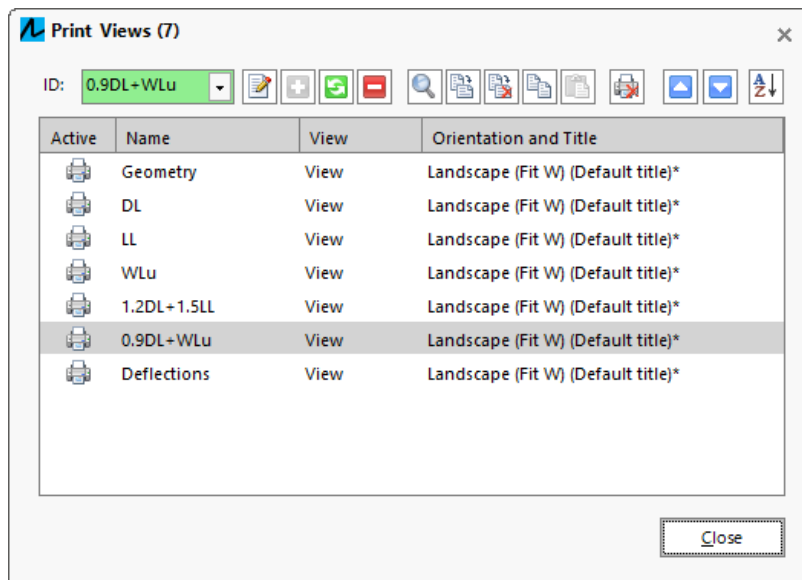 Print Views (7)
ID: 0.9DL+WLu
Active Name View Orientation and Title
Geometry View Landscape (Fit W) (Default title)*
DL View Landscape (Fit W) (Default title)*
LL View Landscape (Fit W) (Default title)*
WLu View Landscape (Fit W) (Default title)*
1.2DL+1.5LL View Landscape (Fit W) (Default title)*
0.9DL+WLu View Landscape (Fit W) (Default title)*
Deflections View Landscape (Fit W) (Default title)*
Close